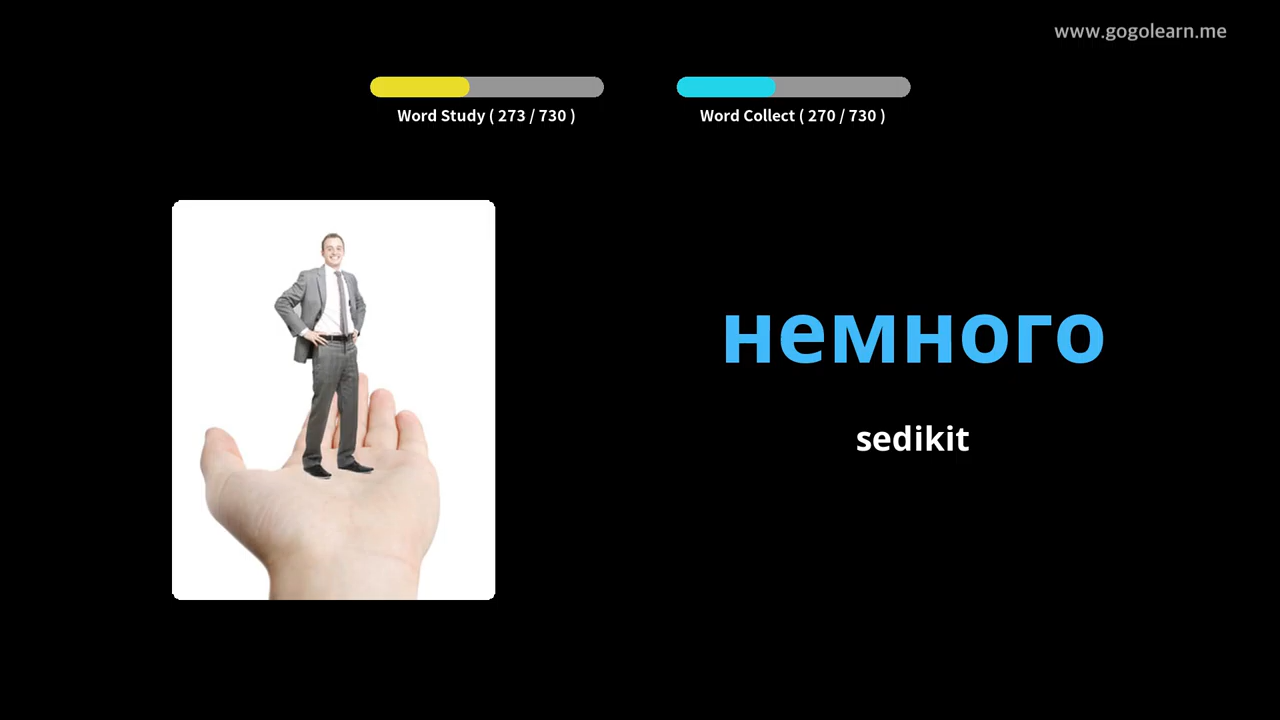 www.gogolearn.me
Word Study ( 273 / 730 )
Word Collect ( 270 / 730 )
немного
sedikit